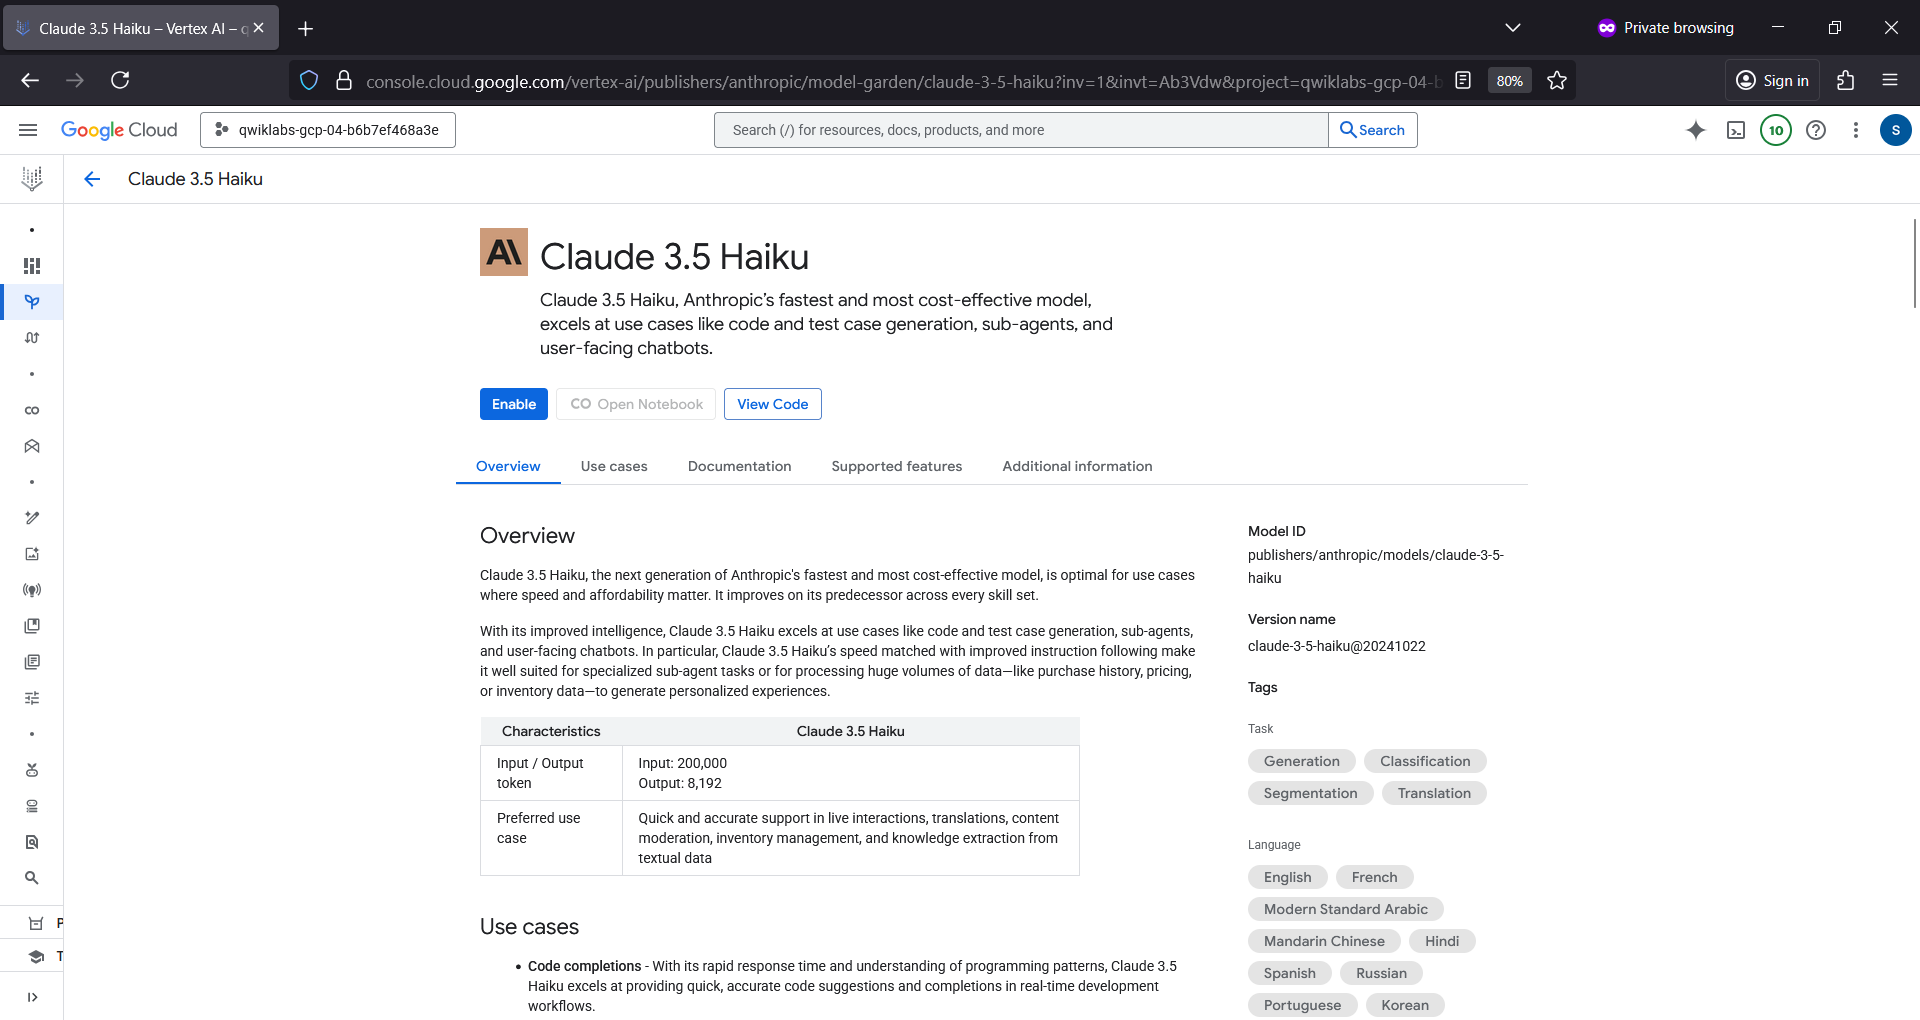 Claude 3.5 Haiku – Vertex AI – q
Private browsing
console.cloud.google.com/vertex-ai/publishers/anthropic/model-garden/claude-3-5-haiku?inv=1&invt=Ab3Vdw&project=qwiklabs-gcp-04-b
80%
Sign in
Google Cloud
qwiklabs-gcp-04-b6b7ef468a3e
Search (/) for resources, docs, products, and more
Search
10
S
Claude 3.5 Haiku
Claude 3.5 Haiku
Claude 3.5 Haiku, Anthropic’s fastest and most cost-effective model,
excels at use cases like code and test case generation, sub-agents, and
user-facing chatbots.
Enable
Open Notebook
View Code
Overview
Use cases
Documentation
Supported features
Additional information
Overview
Claude 3.5 Haiku, the next generation of Anthropic's fastest and most cost-effective model, is optimal for use cases
where speed and affordability matter. It improves on its predecessor across every skill set.
With its improved intelligence, Claude 3.5 Haiku excels at use cases like code and test case generation, sub-agents,
and user-facing chatbots. In particular, Claude 3.5 Haiku’s speed matched with improved instruction following make
it well suited for specialized sub-agent tasks or for processing huge volumes of data—like purchase history, pricing,
or inventory data—to generate personalized experiences.
Characteristics
Claude 3.5 Haiku
Input / Output
token
Input: 200,000
Output: 8,192
Preferred use
case
Quick and accurate support in live interactions, translations, content
moderation, inventory management, and knowledge extraction from
textual data
Use cases
• Code completions - With its rapid response time and understanding of programming patterns, Claude 3.5
Haiku excels at providing quick, accurate code suggestions and completions in real-time development
workflows.
Model ID
publishers/anthropic/models/claude-3-5-
haiku
Version name
claude-3-5-haiku@20241022
Tags
Task
Generation
Classification
Segmentation
Translation
Language
English
French
Modern Standard Arabic
Mandarin Chinese
Hindi
Spanish
Russian
Portuguese
Korean
P
T